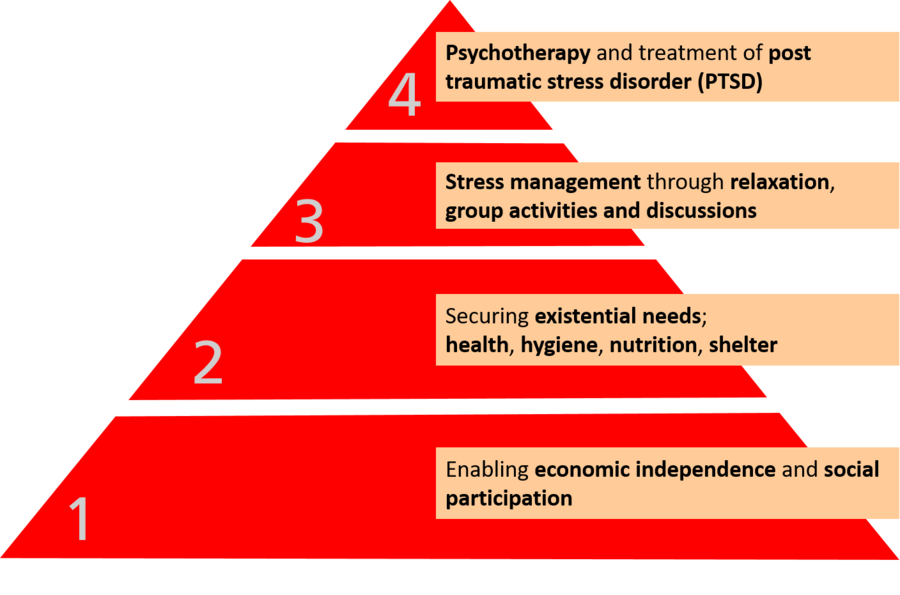 4
Psychotherapy and treatment of post
traumatic stress disorder (PTSD)
3
Stress management through relaxation,
group activities and discussions
2
Securing existential needs;
health, hygiene, nutrition, shelter
1
Enabling economic independence and social
participation